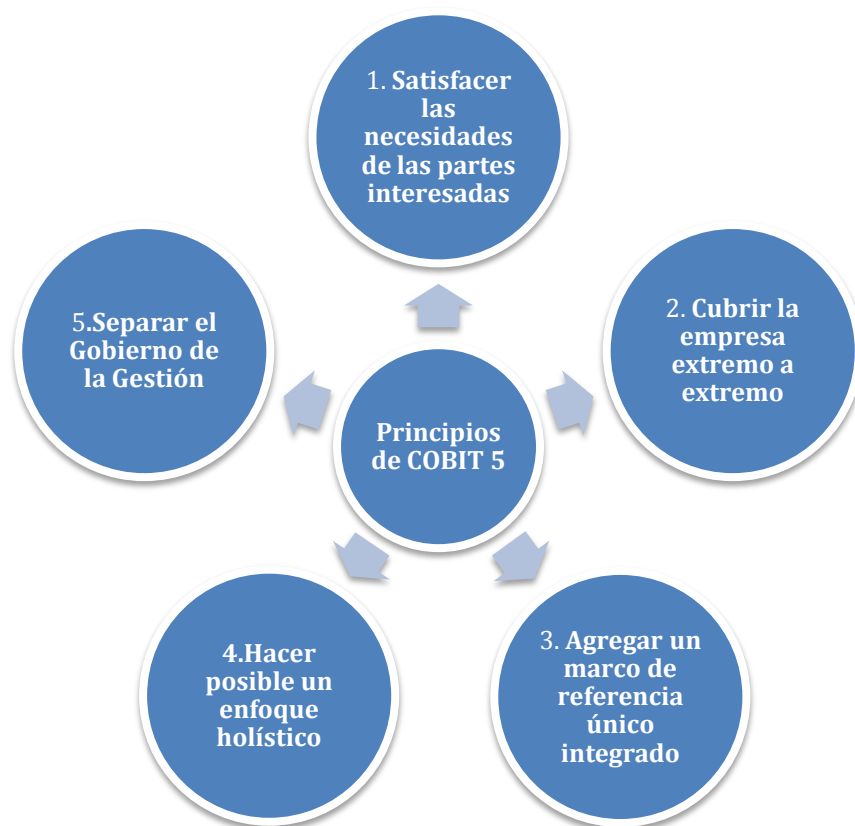 1. Satisfacer
las
necesidades
de las partes
interesadas
2. Cubrir la
empresa
extremo a
extremo
3. Agregar un
marco de
referencia
único
integrado
4.Hacer
posible un
enfoque
holístico
5.Separar el
Gobierno de
la Gestión
Principios
de COBIT 5